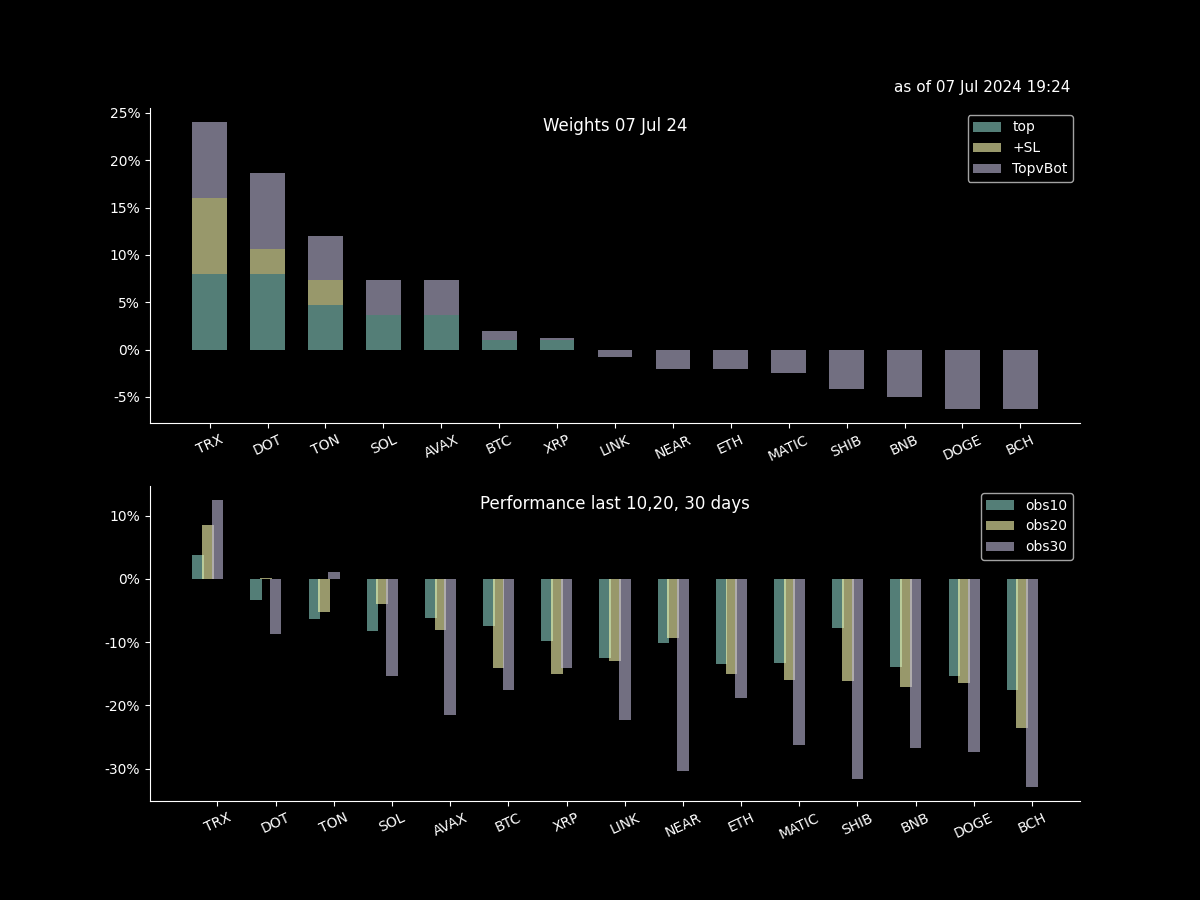 as of 07 Jul 2024 19:24
Weights 07 Jul 24
top
+SL
TopvBot
25%
20%
15%
10%
5%
0%
-5%
TRX DOT TON SOL AVAX BTC XRP LINK NEAR ETH MATIC SHIB BNB DOGE BCH
Performance last 10,20, 30 days
obs10
obs20
obs30
10%
0%
-10%
-20%
-30%
TRX DOT TON SOL AVAX BTC XRP LINK NEAR ETH MATIC SHIB BNB DOGE BCH